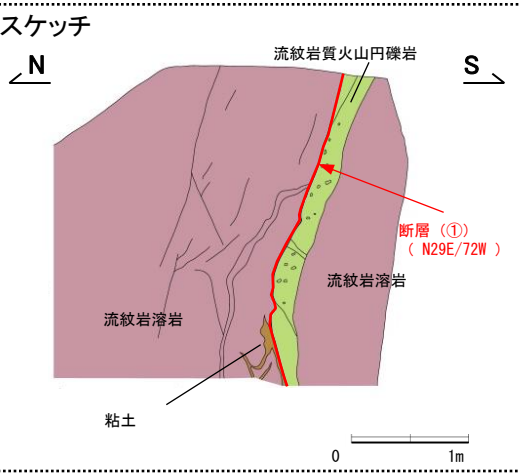 スケッチ
流紋岩質火山円礫岩
N
S
断層（①）
（ N29E/72W ）
流紋岩溶岩
流紋岩溶岩
粘土
0 1m